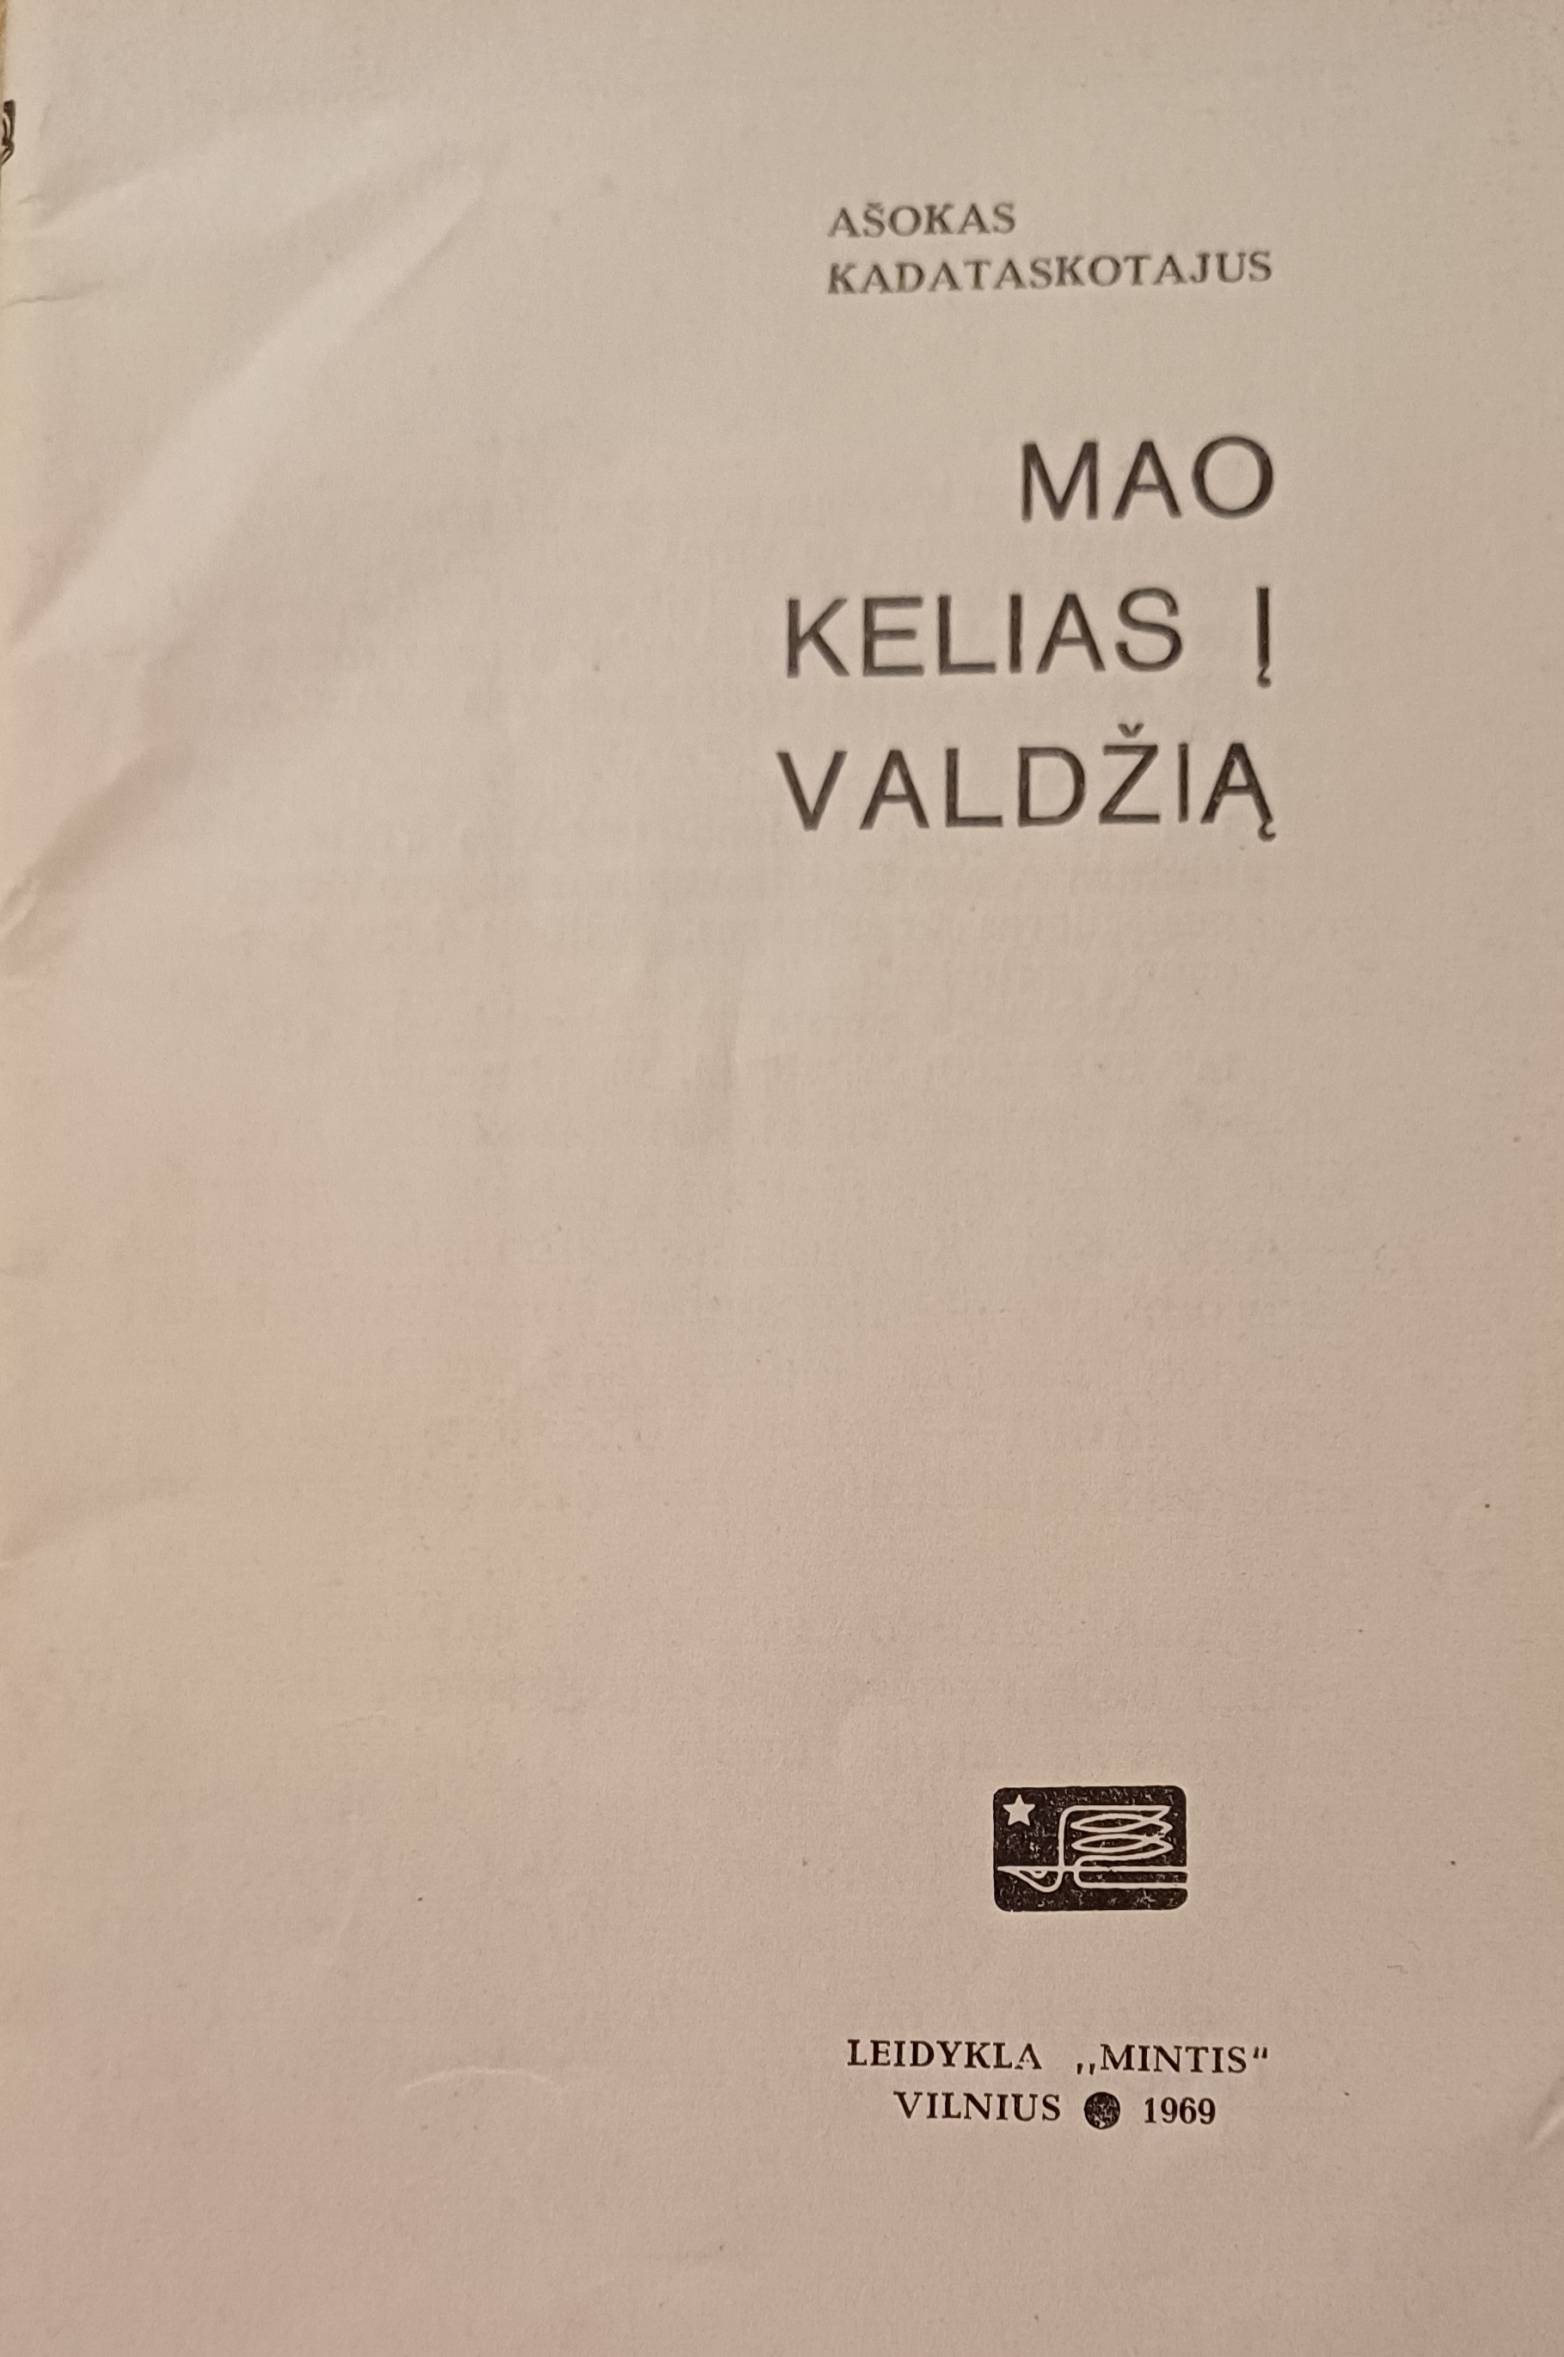 AŠOKAS
KADATASKOTAJUS
MAO
KELIAS Į
VALDŽIĄ
LEIDYKLA „MINTIS“
VILNIUS ● 1969